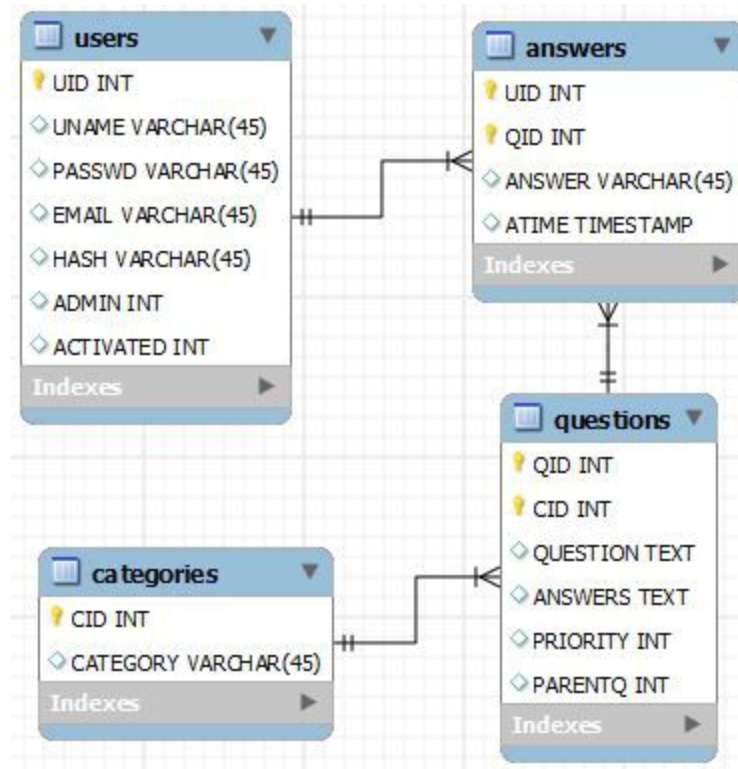 users
UID INT
UNAME VARCHAR(45)
PASSWD VARCHAR(45)
EMAIL VARCHAR(45)
HASH VARCHAR(45)
ADMIN INT
ACTIVATED INT
Indexes
answers
UID INT
QID INT
ANSWER VARCHAR(45)
ATIME TIMESTAMP
Indexes
categories
CID INT
CATEGORY VARCHAR(45)
Indexes
questions
QID INT
CID INT
QUESTION TEXT
ANSWERS TEXT
PRIORITY INT
PARENTQ INT
Indexes